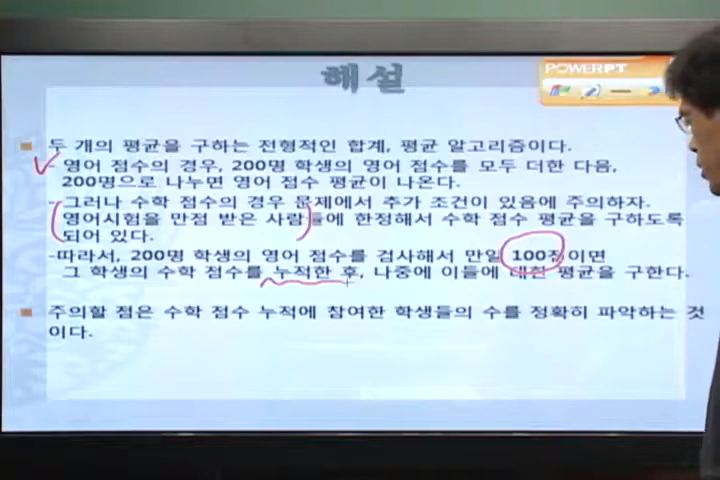 해설
POWERPT
두 개의 평균을 구하는 전형적인 합계, 평균 알고리즘이다.
- 영어 점수의 경우, 200명 학생의 영어 점수를 모두 더한 다음,
200명으로 나누면 영어 점수 평균이 나온다.
- 그러나 수학 점수의 경우 문제에서 추가 조건이 있음에 주의하자.
영어시험을 만점 받은 사람들에 한정해서 수학 점수 평균을 구하도록
되어 있다.
-따라서, 200명 학생의 영어 점수를 검사해서 만일 100점이면
그 학생의 수학 점수를 누적한 후, 나중에 이들에 대한 평균을 구한다.
주의할 점은 수학 점수 누적에 참여한 학생들의 수를 정확히 파악하는 것
이다.